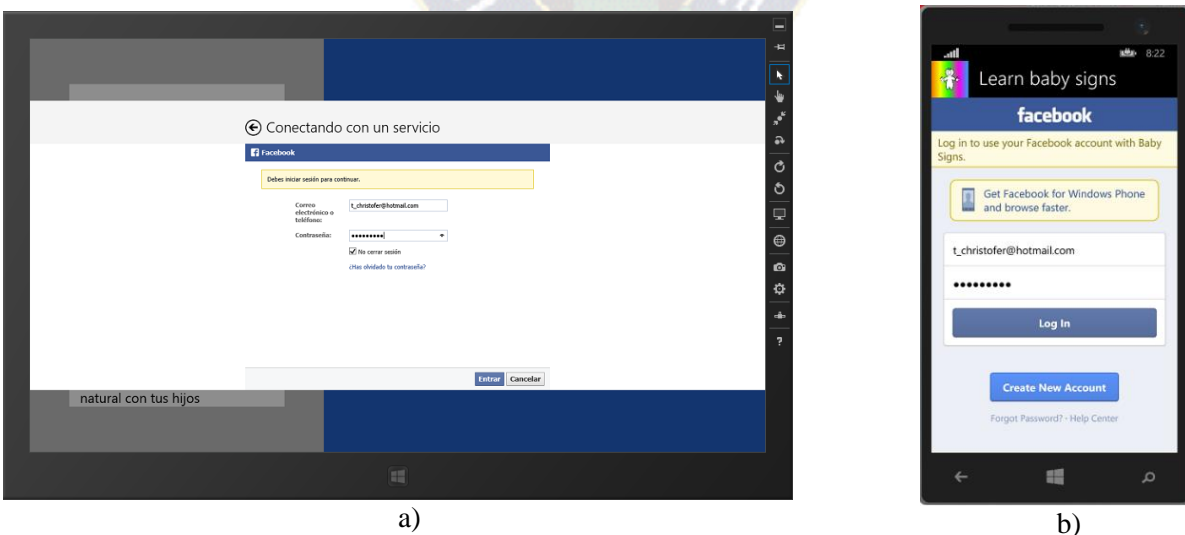 Conectando con un servicio
Facebook
Debes iniciar sesión para continuar.
Correo
electrónico o
teléfono:
t_christofer@hotmail.com
Contraseña:
•••••••••
No cerrar sesión
¿Has olvidado tu contraseña?
Entrar
Cancelar
natural con tus hijos
a)
8:22
Learn baby signs
facebook
Log in to use your Facebook account with Baby
Signs.
Get Facebook for Windows Phone
and browse faster.
t_christofer@hotmail.com
•••••••••
Log In
Create New Account
Forgot Password? · Help Center
b)